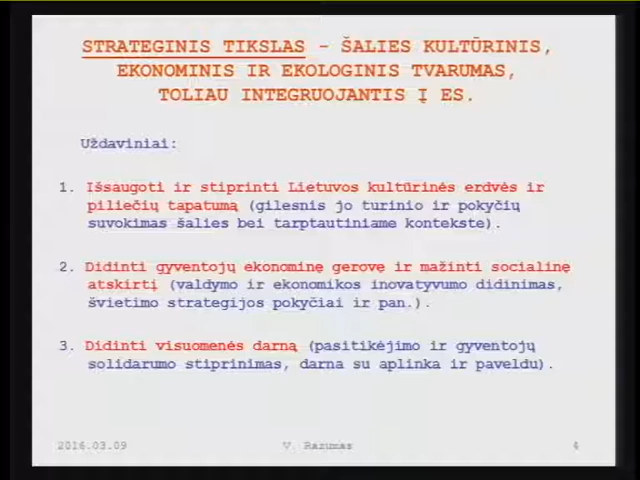 STRATEGINIS TIKSLAS - ŠALIES KULTŪRINIS,
EKONOMINIS IR EKOLOGINIS TVARUMAS,
TOLIAU INTEGRUOJANTIS Į ES.
Uždaviniai:
1. Išsaugoti ir stiprinti Lietuvos kultūrinės erdvės ir
piliečių tapatumą (gilesnis jo turinio ir pokyčių
suvokimas šalies bei tarptautiniame kontekste).
2. Didinti gyventojų ekonominę gerovę ir mažinti socialinę
atskirtį (valdymo ir ekonomikos inovatyvumo didinimas,
švietimo strategijos pokyčiai ir pan.).
3. Didinti visuomenės darną (pasitikėjimo ir gyventojų
solidarumo stiprinimas, darna su aplinka ir paveldu).
2016.03.09 V. Razumas 4